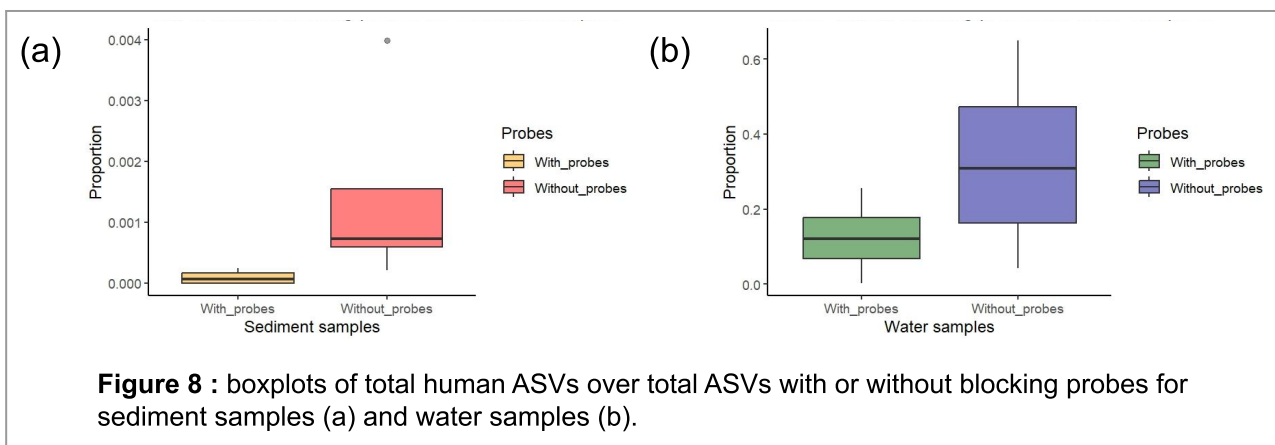 (a)
0.004
0.003
0.002
0.001
0.000
Proportion
With_probes
Without_probes
Sediment samples
Probes
With_probes
Without_probes
(b)
0.6
0.4
0.2
0.0
Proportion
With_probes
Without_probes
Water samples
Probes
With_probes
Without_probes
Figure 8 : boxplots of total human ASVs over total ASVs with or without blocking probes for
sediment samples (a) and water samples (b).